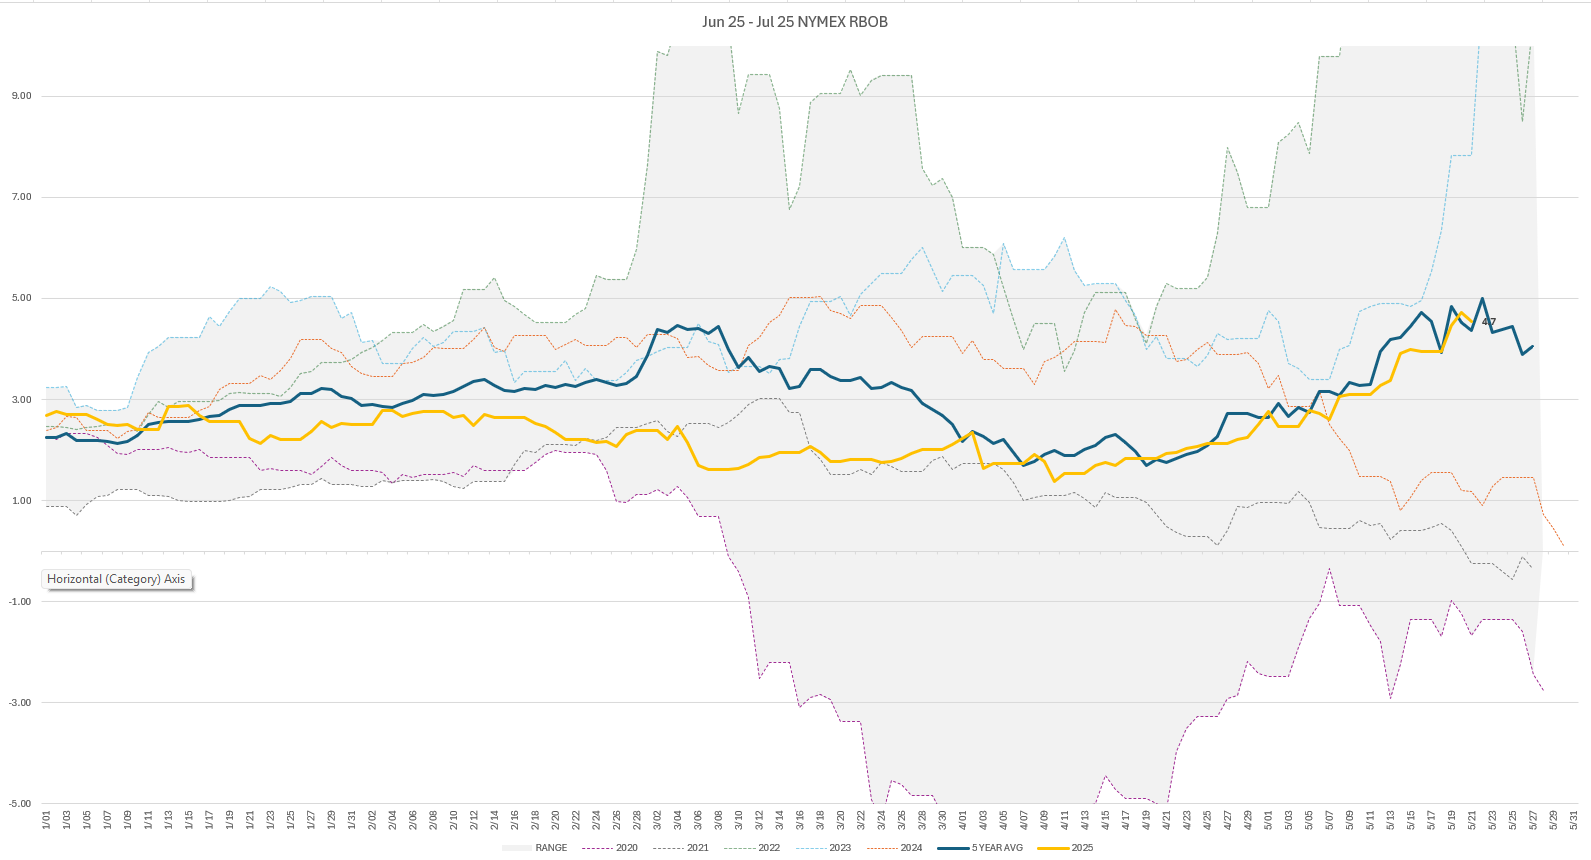 Jun 25 - Jul 25 NYMEX RBOB
9.00
7.00
5.00
4.7
3.00
1.00
Horizontal (Category) Axis
-1.00
-3.00
-5.00
1/01 1/03 1/05 1/07 1/09 1/11 1/13 1/15 1/17 1/19 1/21 1/23 1/25 1/27 1/29 1/31 2/02 2/04 2/06 2/08 2/10 2/12 2/14 2/16 2/18 2/20 2/22 2/24 2/26 2/28 3/02 3/04 3/06 3/08 3/10 3/12 3/14 3/16 3/18 3/20 3/22 3/24 3/26 3/28 3/30 4/01 4/03 4/05 4/07 4/09 4/11 4/13 4/15 4/17 4/19 4/21 4/23 4/25 4/27 4/29 5/01 5/03 5/05 5/07 5/09 5/11 5/13 5/15 5/17 5/19 5/21 5/23 5/25 5/27 5/29 5/31
RANGE 2020 2021 2022 2023 2024 5 YEAR AVG 2025